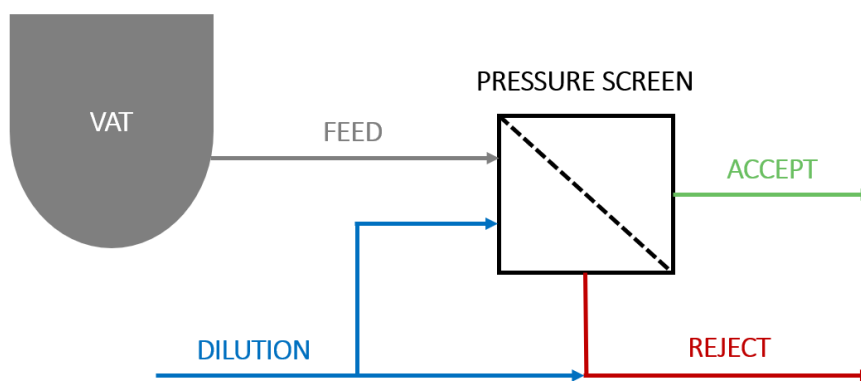 PRESSURE SCREEN
VAT
FEED
ACCEPT
DILUTION
REJECT